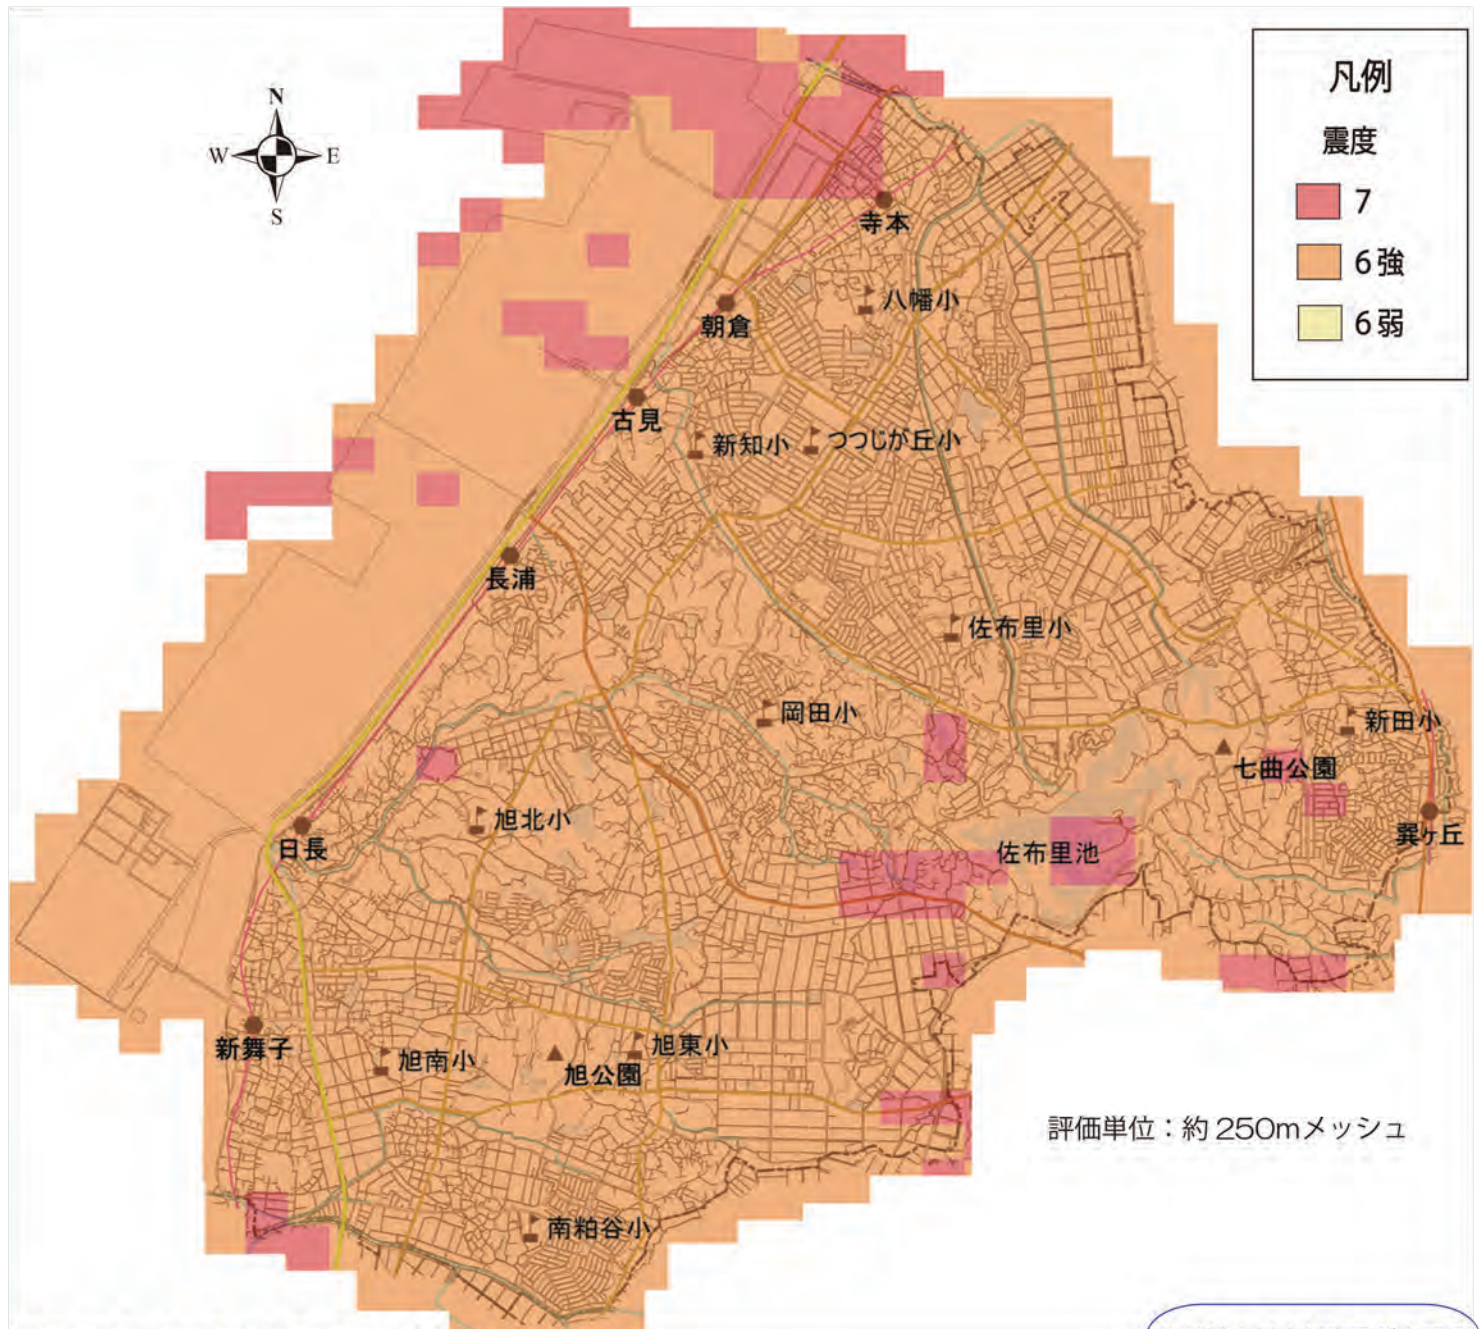 凡例
震度
7
6強
6弱
N
W
E
S
寺本
八幡小
朝倉
古見
新知小
つつじが丘小
長浦
佐布里小
岡田小
新田小
七曲公園
旭北小
巽ヶ丘
日長
佐布里池
新舞子
旭南小
旭公園
旭東小
評価単位：約250mメッシュ
南粕谷小